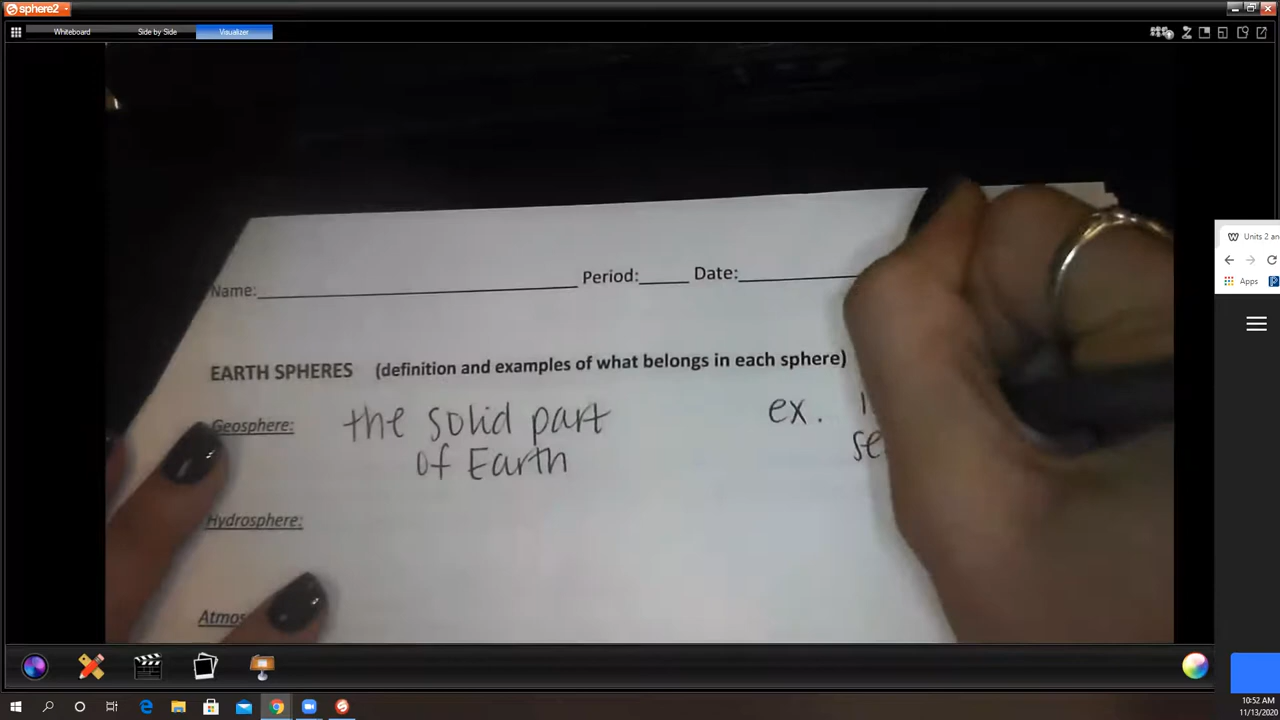 sphere2
Whiteboard
Side by Side
Visualizer
Name: Period: Date:
EARTH SPHERES (definition and examples of what belongs in each sphere)
Geosphere: the solid part ex.
of Earth
Hydrosphere:
Units 2 an
Apps
10:52 AM
11/13/2020